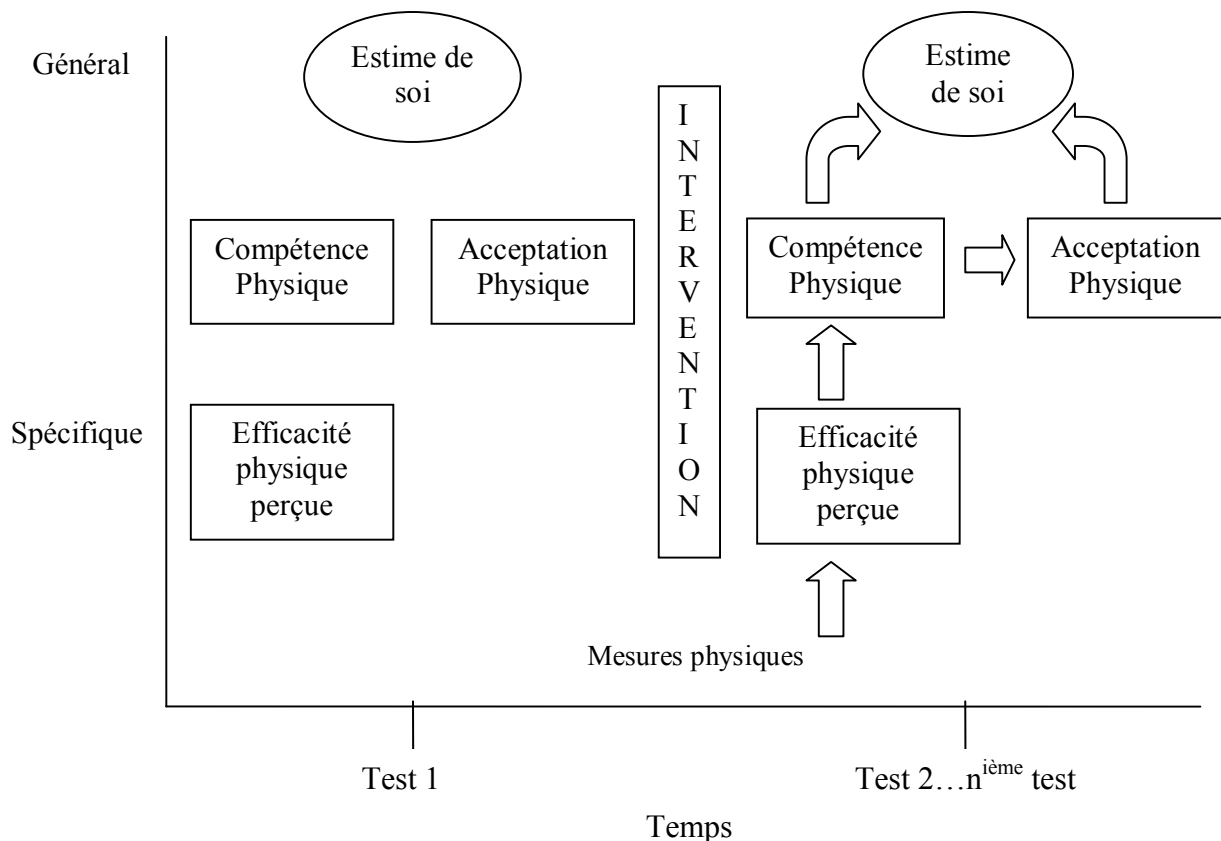 Général
Estime de
soi
Estime
de soi
I
N
T
E
R
V
E
N
T
I
O
N
Compétence
Physique
Acceptation
Physique
Compétence
Physique
Acceptation
Physique
Spécifique
Efficacité
physique
perçue
Efficacité
physique
perçue
Mesures physiques
Test 1
Test 2…nième test
Temps